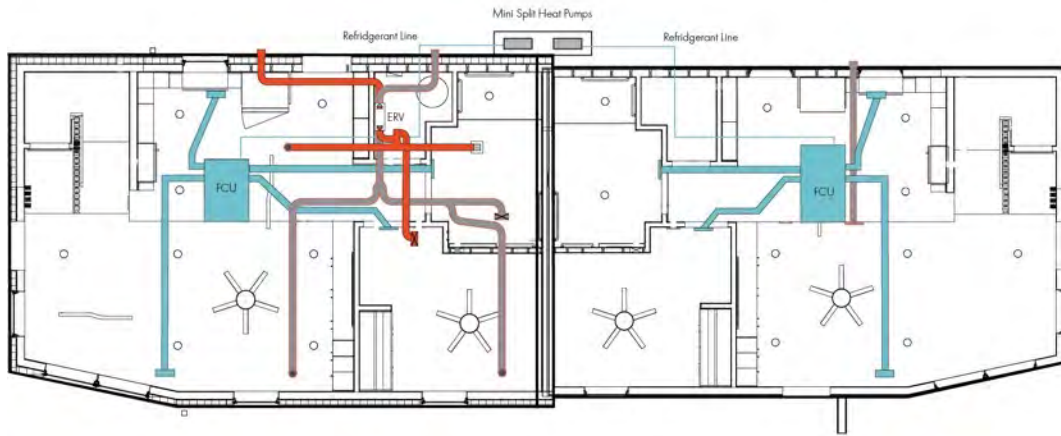 Mini Split Heat Pumps
Refridgerant Line
Refridgerant Line
ERV
FCU
FCU